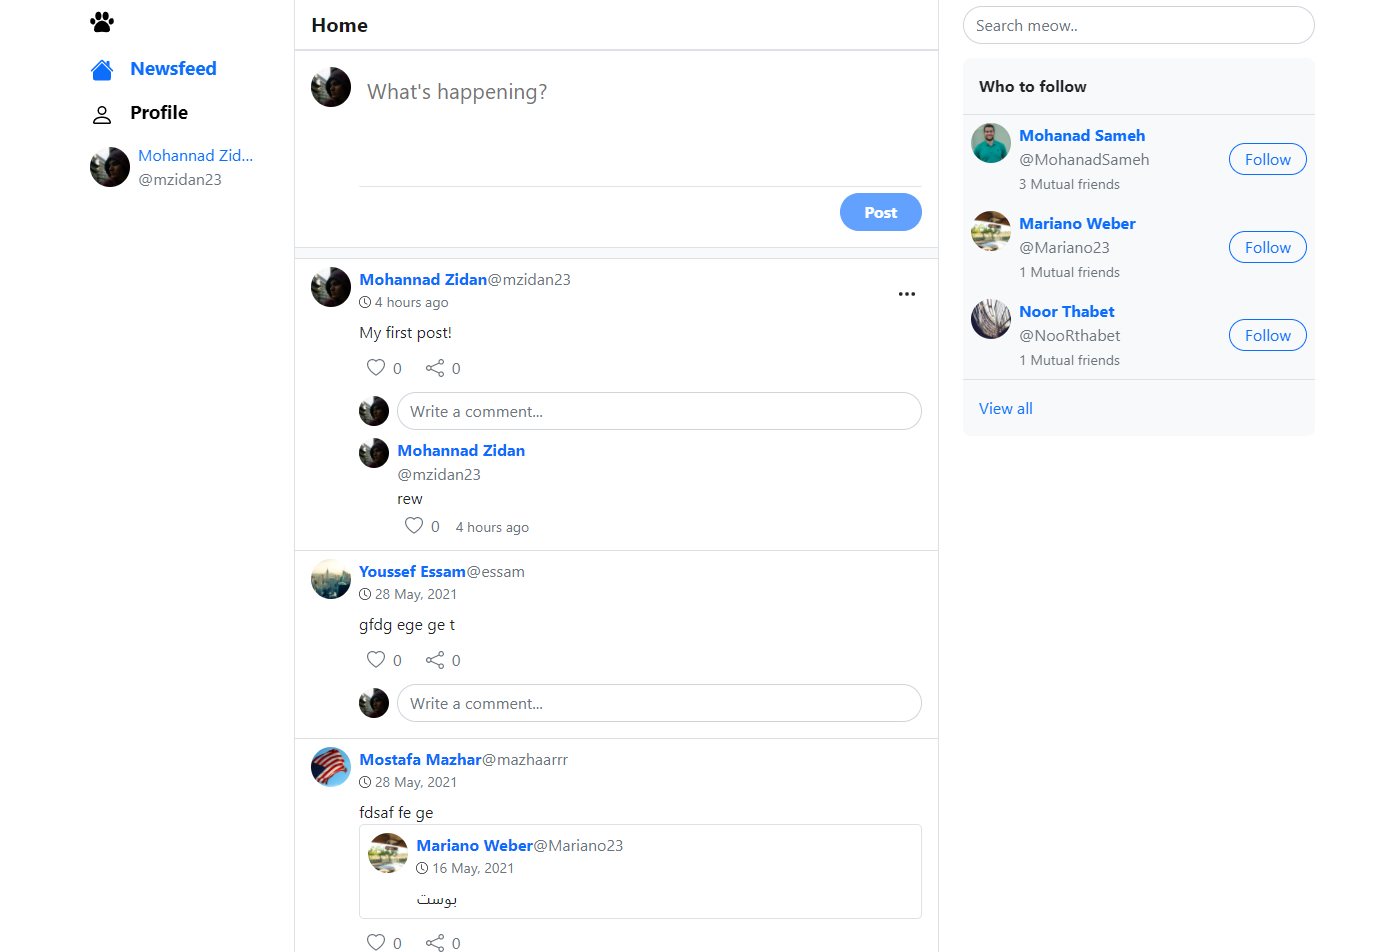 Newsfeed
Profile
Mohannad Zid...
@mzidan23
Home
What's happening?
Post
Mohannad Zidan@mzidan23
4 hours ago
My first post!
0 0
Write a comment...
Mohannad Zidan
@mzidan23
rew
0 4 hours ago
Youssef Essam@essam
28 May, 2021
gfdg ege ge t
0 0
Write a comment...
Mostafa Mazhar@mazhaarrr
28 May, 2021
fdsaf fe ge
Mariano Weber@Mariano23
16 May, 2021
بوست
0 0
Search meow..
Who to follow
Mohanad Sameh
@MohanadSameh
3 Mutual friends
Follow
Mariano Weber
@Mariano23
1 Mutual friends
Follow
Noor Thabet
@NooRthabet
1 Mutual friends
Follow
View all